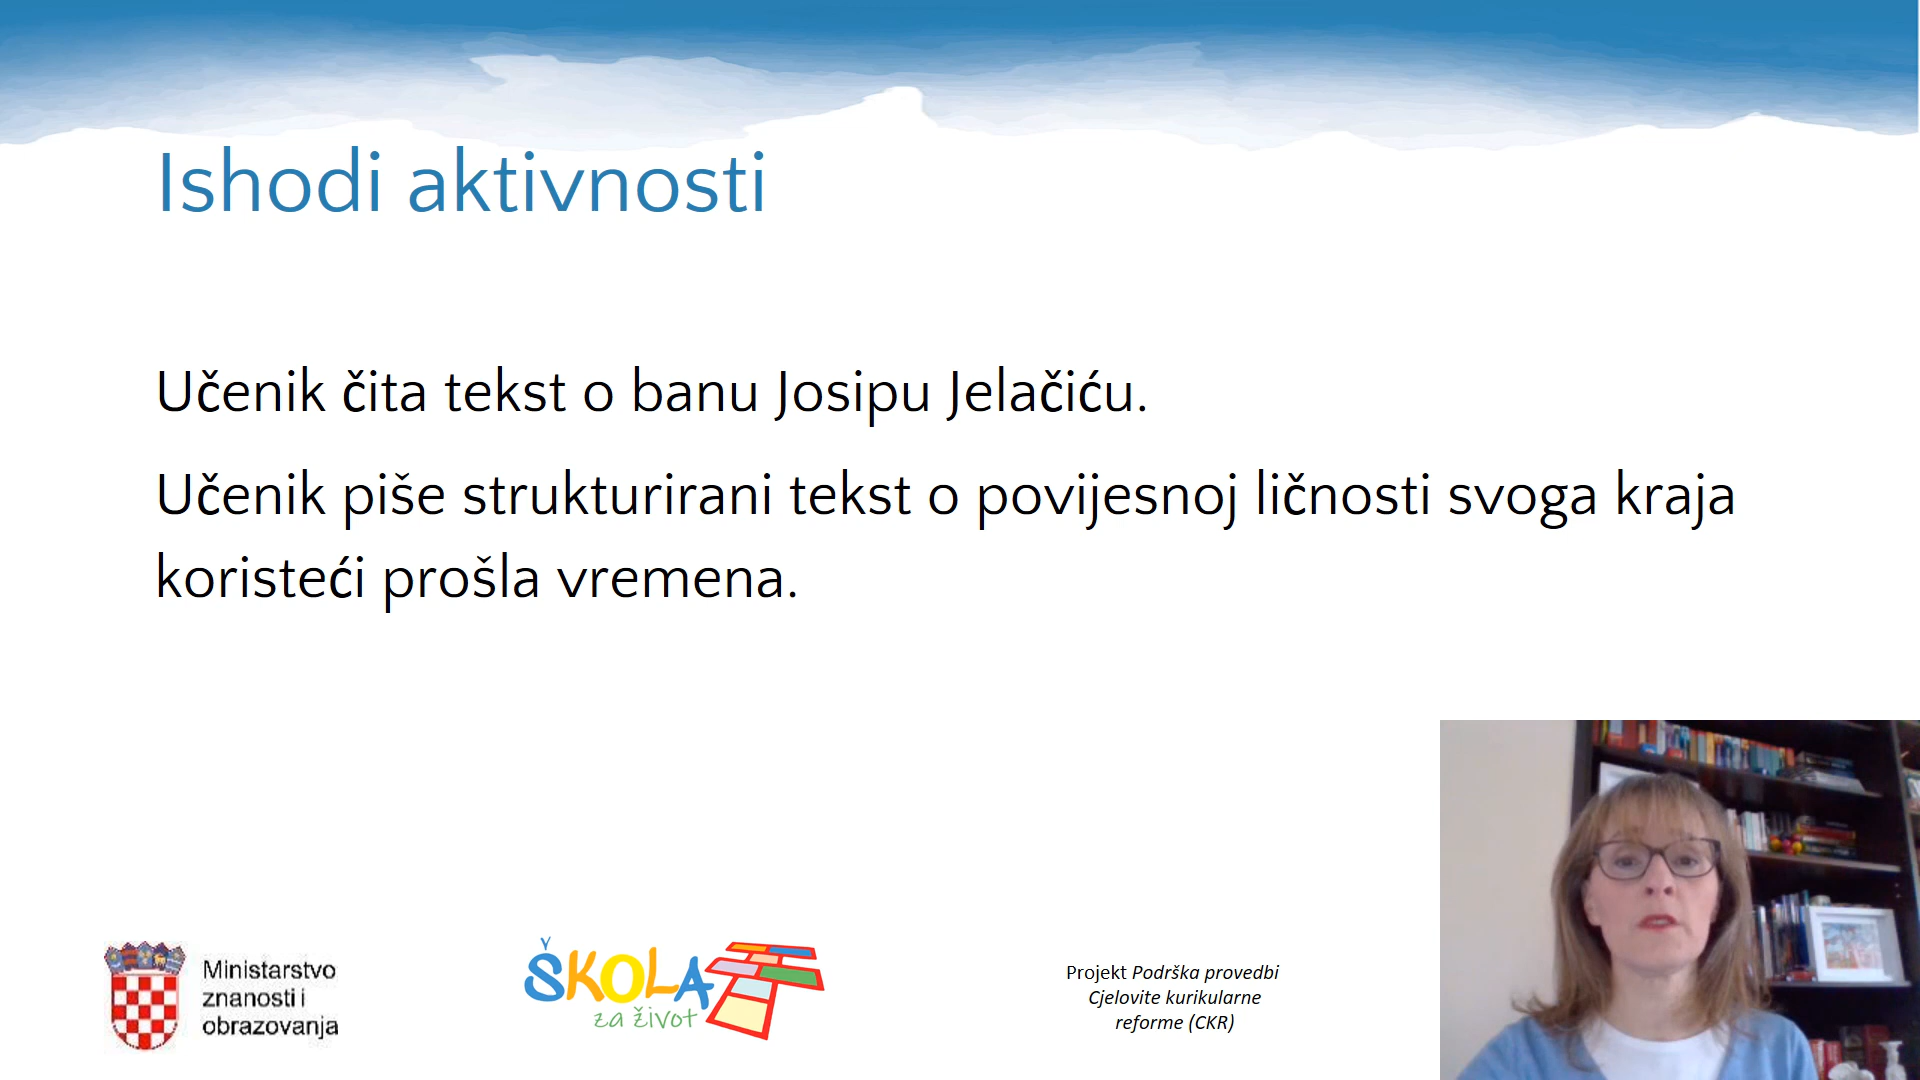 Ishodi aktivnosti
Učenik čita tekst o banu Josipu Jelačiću.
Učenik piše strukturirani tekst o povijesnoj ličnosti svoga kraja
koristeći prošla vremena.
Ministarstvo
znanosti i
obrazovanja
ŠKOLA
za život
Projekt Podrška provedbi
Cjelovite kurikularne
reforme (CKR)